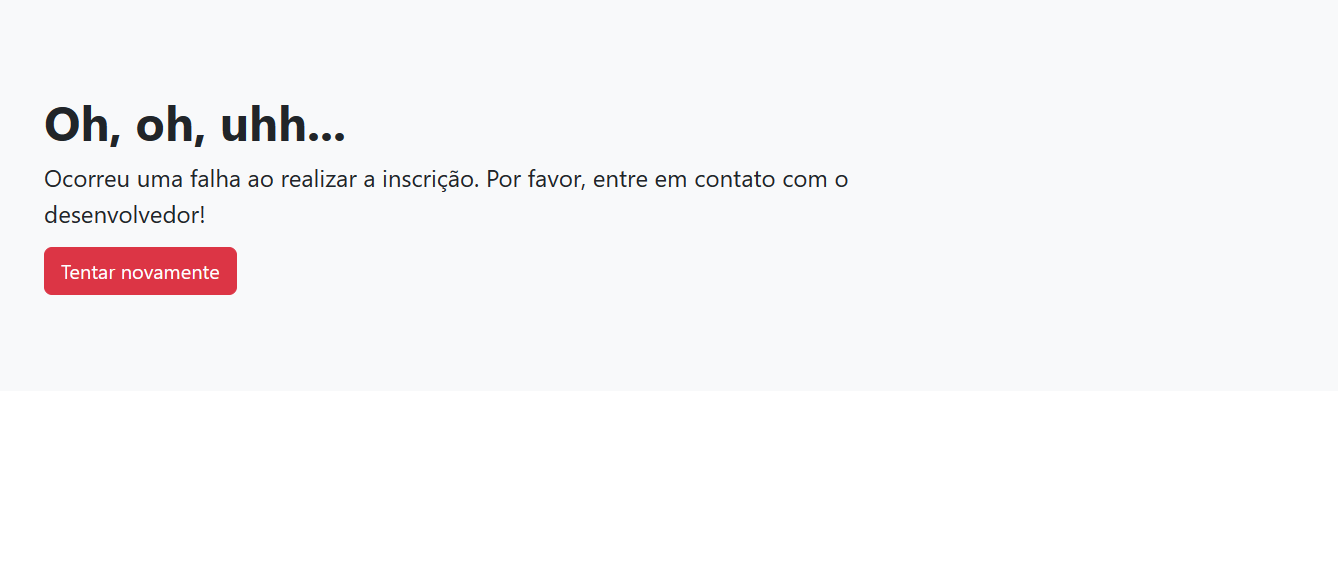 Oh, oh, uhh...
Ocorreu uma falha ao realizar a inscrição. Por favor, entre em contato com o
desenvolvedor!
Tentar novamente